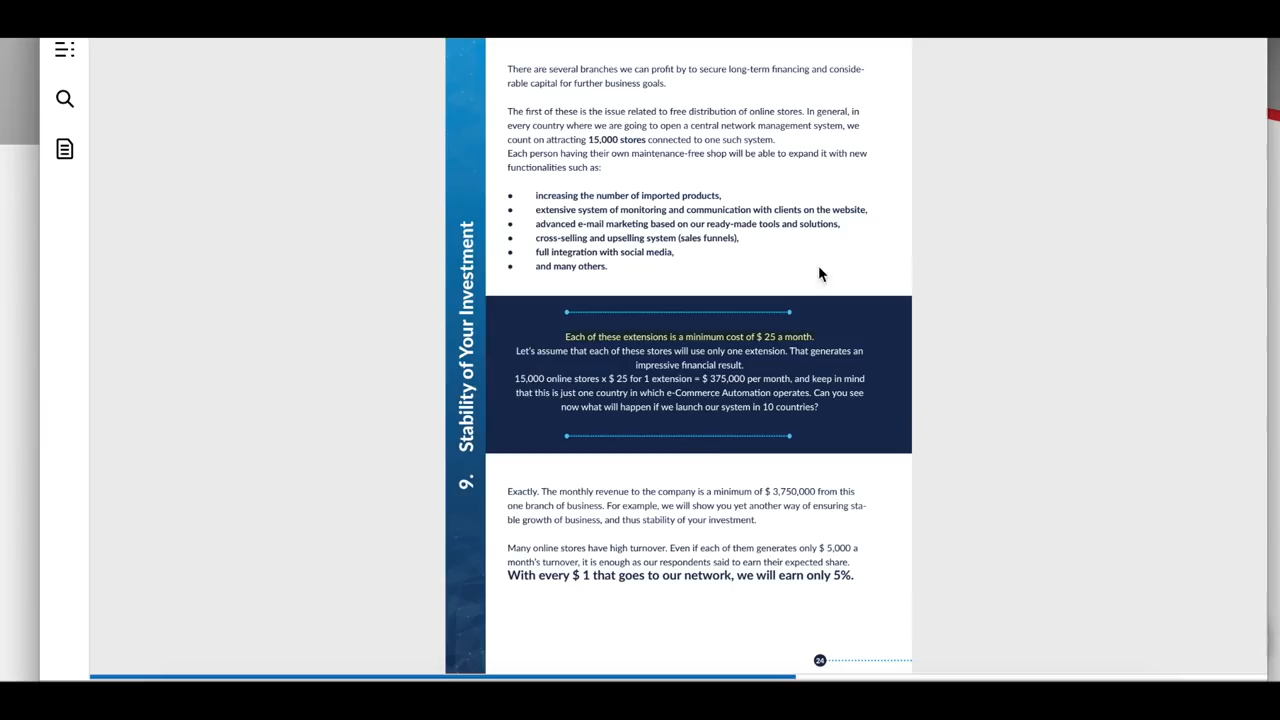 There are several branches we can profit by to secure long-term financing and conside-
rable capital for further business goals.
The first of these is the issue related to free distribution of online stores. In general, in
every country where we are going to open a central network management system, we
count on attracting 15,000 stores connected to one such system.
Each person having their own maintenance-free shop will be able to expand it with new
functionalities such as:
• increasing the number of imported products,
• extensive system of monitoring and communication with clients on the website,
• advanced e-mail marketing based on our ready-made tools and solutions,
• cross-selling and upselling system (sales funnels),
• full integration with social media,
• and many others.
9. Stability of Your Investment
Each of these extensions is a minimum cost of $ 25 a month.
Let's assume that each of these stores will use only one extension. That generates an
impressive financial result.
15,000 online stores x $ 25 for 1 extension = $ 375,000 per month, and keep in mind
that this is just one country in which e-Commerce Automation operates. Can you see
now what will happen if we launch our system in 10 countries?
Exactly. The monthly revenue to the company is a minimum of $ 3,750,000 from this
one branch of business. For example, we will show you yet another way of ensuring sta-
ble growth of business, and thus stability of your investment.
Many online stores have high turnover. Even if each of them generates only $ 5,000 a
month's turnover, it is enough as our respondents said to earn their expected share.
With every $ 1 that goes to our network, we will earn only 5%.
24